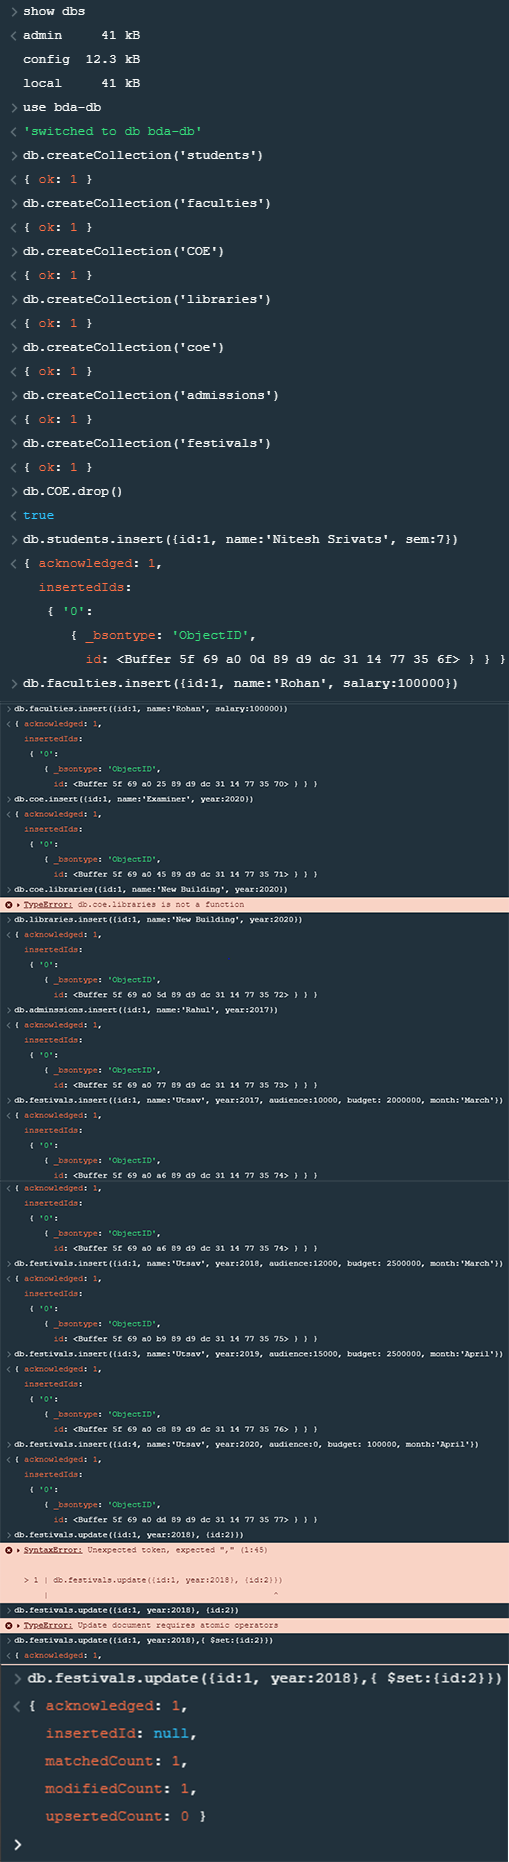 > show dbs
< admin     41 kB
config  12.3 kB
local     41 kB
> use bda-db
< 'switched to db bda-db'
> db.createCollection('students')
< { ok: 1 }
> db.createCollection('faculties')
< { ok: 1 }
> db.createCollection('COE')
< { ok: 1 }
> db.createCollection('libraries')
< { ok: 1 }
> db.createCollection('coe')
< { ok: 1 }
> db.createCollection('admissions')
< { ok: 1 }
> db.createCollection('festivals')
< { ok: 1 }
> db.COE.drop()
< true
> db.students.insert({id:1, name:'Nitesh Srivats', sem:7})
< { acknowledged: 1,
insertedIds:
{ '0':
{ _bsontype: 'ObjectID',
id: <Buffer 5f 69 a0 0d 89 d9 dc 31 14 77 35 6f> } } }
> db.faculties.insert({id:1, name:'Rohan', salary:100000})
> db.faculties.insert({id:1, name:'Rohan', salary:100000})
< { acknowledged: 1,
insertedIds:
{ '0':
{ _bsontype: 'ObjectID',
id: <Buffer 5f 69 a0 25 89 d9 dc 31 14 77 35 70> } } }
> db.coe.insert({id:1, name:'Examiner', year:2020})
< { acknowledged: 1,
insertedIds:
{ '0':
{ _bsontype: 'ObjectID',
id: <Buffer 5f 69 a0 45 89 d9 dc 31 14 77 35 71> } } }
> db.coe.libraries({id:1, name:'New Building', year:2020})
TypeError: db.coe.libraries is not a function
> db.libraries.insert({id:1, name:'New Building', year:2020})
< { acknowledged: 1,
insertedIds:
{ '0':
{ _bsontype: 'ObjectID',
id: <Buffer 5f 69 a0 5d 89 d9 dc 31 14 77 35 72> } } }
> db.adminssions.insert({id:1, name:'Rahul', year:2017})
< { acknowledged: 1,
insertedIds:
{ '0':
{ _bsontype: 'ObjectID',
id: <Buffer 5f 69 a0 77 89 d9 dc 31 14 77 35 73> } } }
> db.festivals.insert({id:1, name:'Utsav', year:2017, audience:10000, budget: 2000000, month:'March'})
< { acknowledged: 1,
insertedIds:
{ '0':
{ _bsontype: 'ObjectID',
id: <Buffer 5f 69 a0 a6 89 d9 dc 31 14 77 35 74> } } }
< { acknowledged: 1,
insertedIds:
{ '0':
{ _bsontype: 'ObjectID',
id: <Buffer 5f 69 a0 a6 89 d9 dc 31 14 77 35 74> } } }
> db.festivals.insert({id:1, name:'Utsav', year:2018, audience:12000, budget: 2500000, month:'March'})
< { acknowledged: 1,
insertedIds:
{ '0':
{ _bsontype: 'ObjectID',
id: <Buffer 5f 69 a0 b9 89 d9 dc 31 14 77 35 75> } } }
> db.festivals.insert({id:3, name:'Utsav', year:2019, audience:15000, budget: 2500000, month:'April'})
< { acknowledged: 1,
insertedIds:
{ '0':
{ _bsontype: 'ObjectID',
id: <Buffer 5f 69 a0 c8 89 d9 dc 31 14 77 35 76> } } }
> db.festivals.insert({id:4, name:'Utsav', year:2020, audience:0, budget: 100000, month:'April'})
< { acknowledged: 1,
insertedIds:
{ '0':
{ _bsontype: 'ObjectID',
id: <Buffer 5f 69 a0 dd 89 d9 dc 31 14 77 35 77> } } }
> db.festivals.update({id:1, year:2018}, {id:2}})
SyntaxError: Unexpected token, expected "," (1:45)
> 1 | db.festivals.update({id:1, year:2018}, {id:2}})
| ^
> db.festivals.update({id:1, year:2018}, {id:2})
TypeError: Update document requires atomic operators
> db.festivals.update({id:1, year:2018},{ $set:{id:2}})
< { acknowledged: 1,
> db.festivals.update({id:1, year:2018},{ $set:{id:2}})
< { acknowledged: 1,
insertedId: null,
matchedCount: 1,
modifiedCount: 1,
upsertedCount: 0 }
>